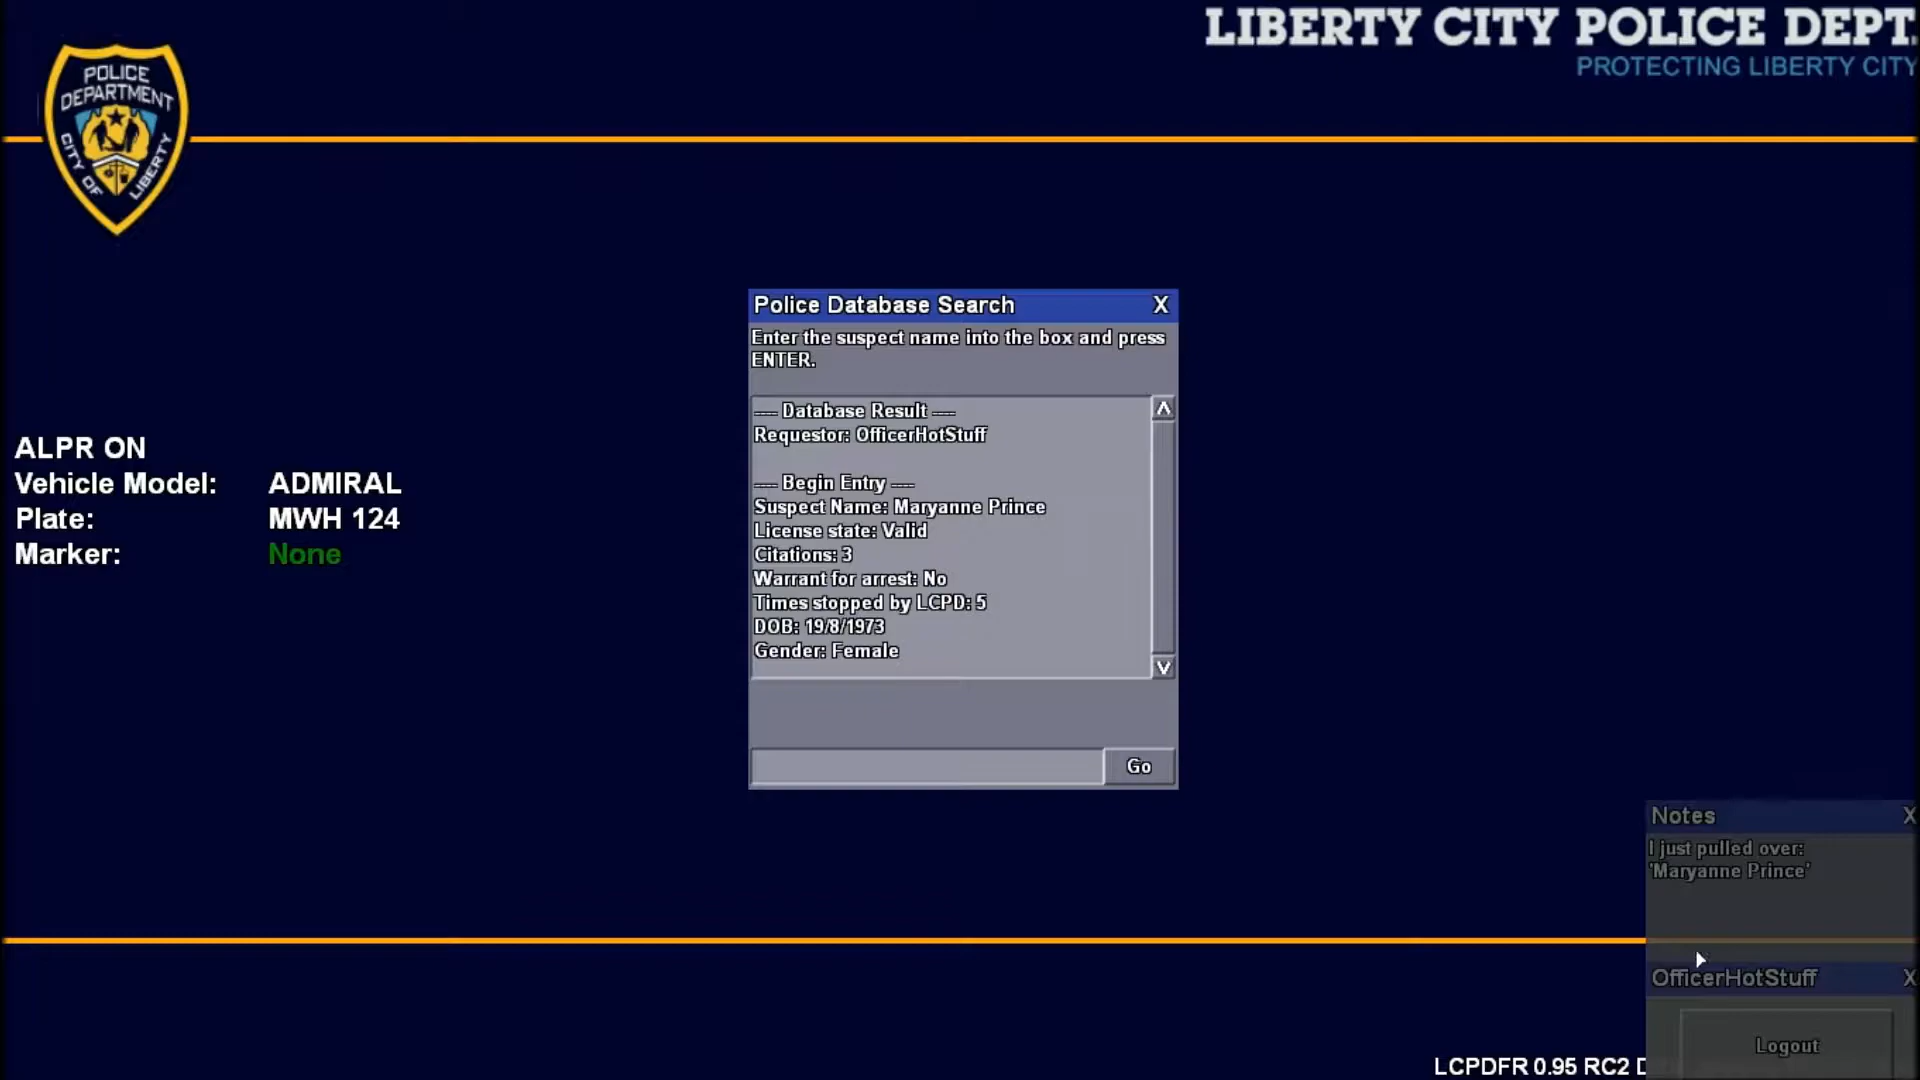 LIBERTY CITY POLICE DEPT.
PROTECTING LIBERTY CITY
POLICE
DEPARTMENT
CITY OF
LIBERTY
ALPR ON
Vehicle Model: ADMIRAL
Plate: MWH 124
Marker: None
Police Database Search X
Enter the suspect name into the box and press
ENTER.
---- Database Result ----
Requestor: OfficerHotStuff
---- Begin Entry ----
Suspect Name: Maryanne Prince
License state: Valid
Citations: 3
Warrant for arrest: No
Times stopped by LCPD: 5
DOB: 19/8/1973
Gender: Female
Go
Notes X
I just pulled over:
'Maryanne Prince'
OfficerHotStuff X
Logout
LCPDFR 0.95 RC2